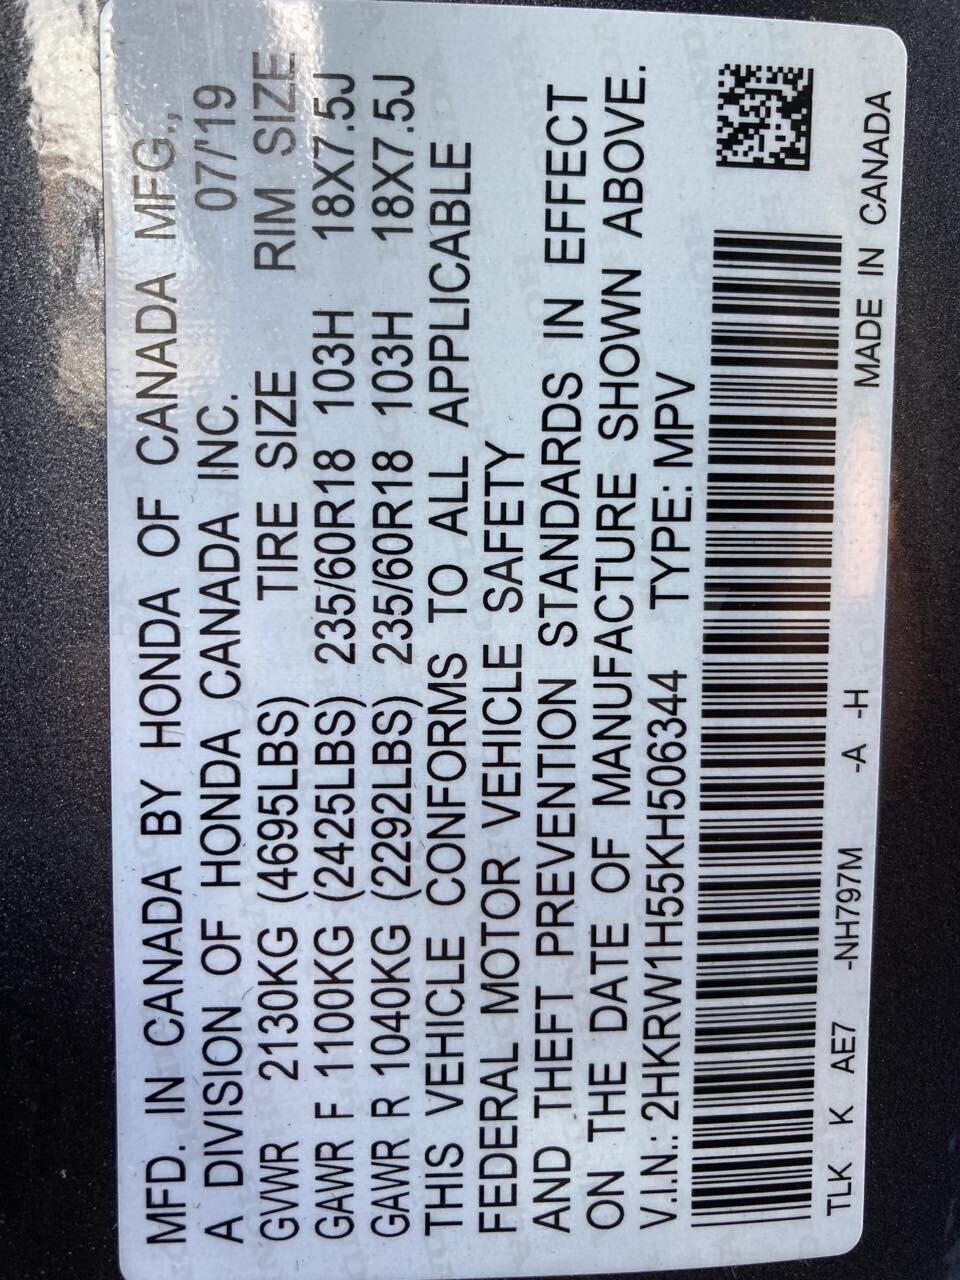 MFD. IN CANADA BY HONDA OF CANADA MFG.,
A DIVISION OF HONDA CANADA INC. 07/'19
GVWR 2130KG (4695LBS) TIRE SIZE RIM SIZE
GAWR F 1100KG (2425LBS) 235/60R18 103H 18X7.5J
GAWR R 1040KG (2292LBS) 235/60R18 103H 18X7.5J
THIS VEHICLE CONFORMS TO ALL APPLICABLE
FEDERAL MOTOR VEHICLE SAFETY
AND THEFT PREVENTION STANDARDS IN EFFECT
ON THE DATE OF MANUFACTURE SHOWN ABOVE.
V.I.N.: 2HKRW1H55KH506344 TYPE: MPV
TLK K AE7 -NH797M -A -H MADE IN CANADA